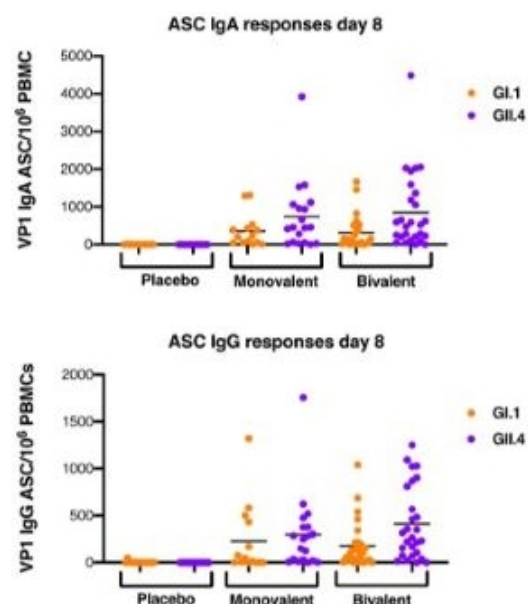 ASC IgA responses day 8
VP1 IgA ASC/10⁶ PBMC
5000
4000
3000
2000
1000
0
GI.1
GII.4
Placebo
Monovalent
Bivalent
ASC IgG responses day 8
VP1 IgG ASC/10⁶ PBMCs
2000
1500
1000
500
0
GI.1
GII.4
Placebo
Monovalent
Bivalent